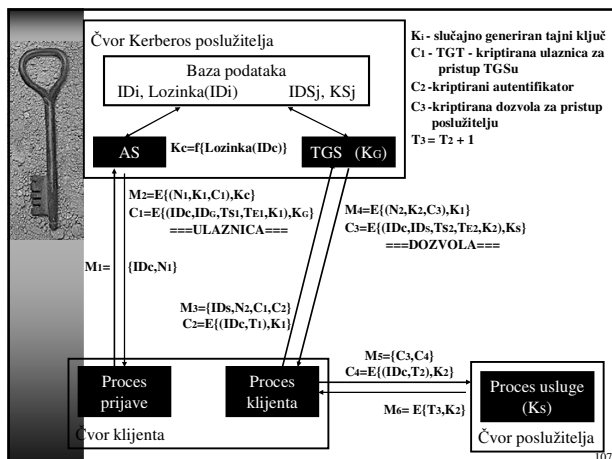 Čvor Kerberos poslužitelja
Baza podataka
IDi, Lozinka(IDi) IDSj, KSj
AS
Kc=f{Lozinka(IDc)}
TGS (KG)
Ki - slučajno generiran tajni ključ
C1 - TGT - kriptirana ulaznica za
pristup TGSu
C2 -kriptirani autentifikator
C3 -kriptirana dozvola za pristup
poslužitelju
T3 = T2 + 1
M2=E{(N1,K1,C1),Kc}
C1=E{(IDc,IDG,TS1,TE1,K1),KG}
===ULAZNICA===
M4=E{(N2,K2,C3),K1}
C3=E{(IDc,IDs,TS2,TE2,K2),Ks}
===DOZVOLA===
M1= {IDc,N1}
M3={IDs,N2,C1,C2}
C2=E{(IDc,T1),K1}
Proces
prijave
Proces
klijenta
Čvor klijenta
M5={C3,C4}
C4=E{(IDc,T2),K2}
M6= E{T3,K2}
Proces usluge
(Ks)
Čvor poslužitelja
107